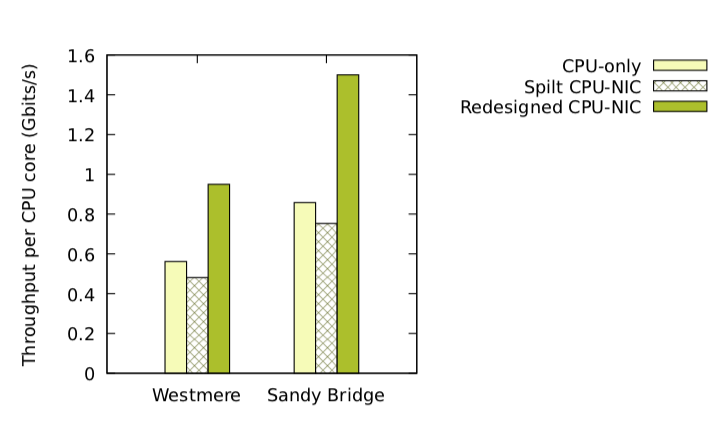 Throughput per CPU core (Gbits/s)
1.6
1.4
1.2
1
0.8
0.6
0.4
0.2
0
Westmere
Sandy Bridge
CPU-only
Spilt CPU-NIC
Redesigned CPU-NIC